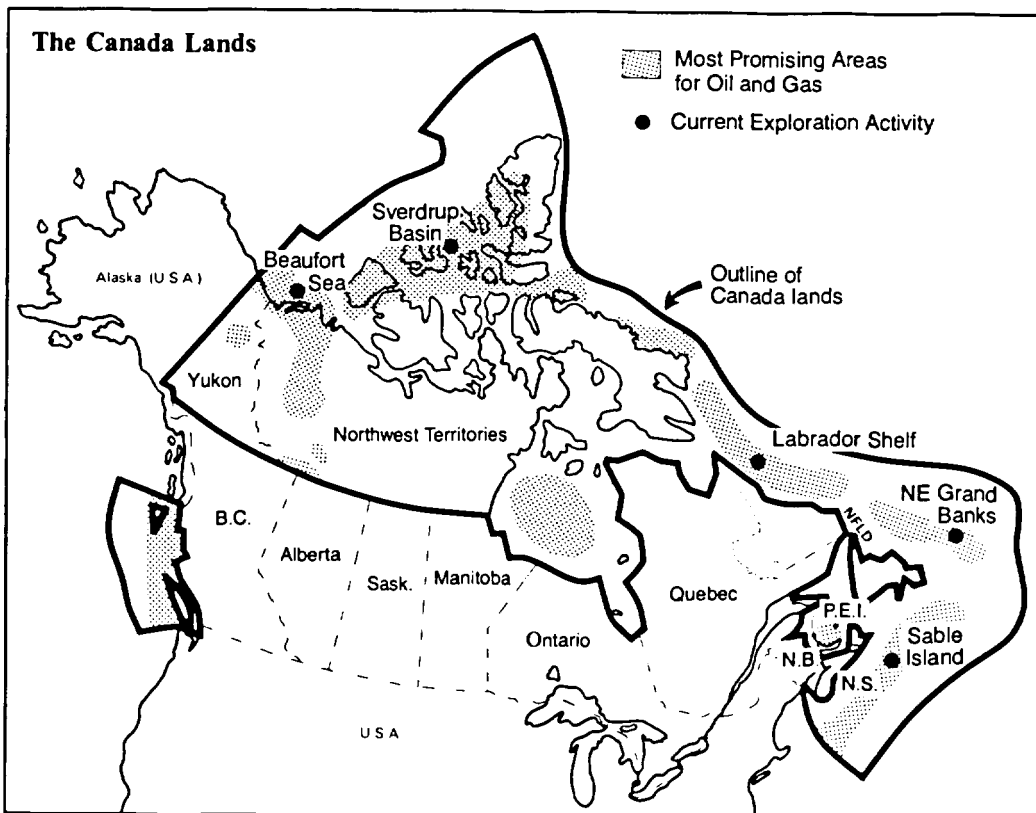 The Canada Lands
Most Promising Areas
for Oil and Gas
Current Exploration Activity
Sverdrup
Basin
Beaufort
Sea
Alaska (USA)
Outline of
Canada lands
Yukon
Northwest Territories
Labrador Shelf
NE Grand
Banks
NFLD
B.C.
Alberta
Sask.
Manitoba
Quebec
P.E.I.
Ontario
Sable
Island
N.B.
N.S.
USA